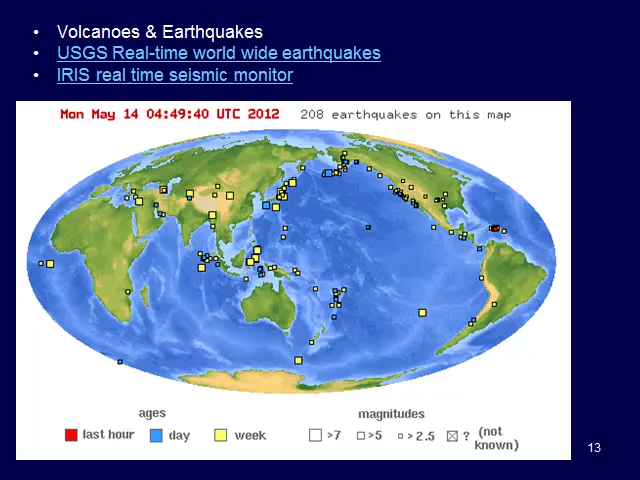 • Volcanoes & Earthquakes
• USGS Real-time world wide earthquakes
• IRIS real time seismic monitor
Mon May 14 04:49:40 UTC 2012 208 earthquakes on this map
ages magnitudes
last hour day week >7 >5 >2.5 ? (not known)
13